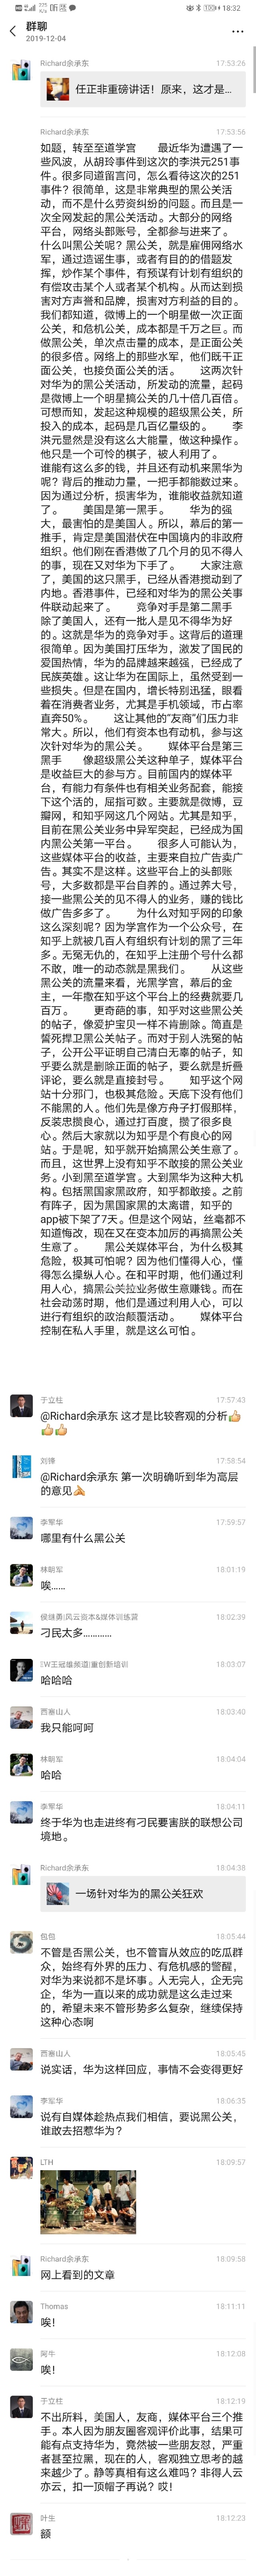 18:32
群聊
2019-12-04
Richard余承东
17:53:26
任正非重磅讲话！原来，这才是...
Richard余承东
17:53:56
如题，转至至道学宫　　最近华为遭遇了一
些风波，从胡玲事件到这次的李洪元251事
件。很多同道留言问，怎么看待这次的251
事件？很简单，这是非常典型的黑公关活
动，而不是什么劳资纠纷的问题。而且是一
次全网发起的黑公关活动。大部分的网络
平台，网络头部账号，全都参与进来了。
什么叫黑公关呢？黑公关，就是雇佣网络水
军，通过造谣生事，或者有目的的借题发
挥，炒作某个事件，有预谋有计划有组织的
有偿攻击某个人或者某个机构。从而达到损
害对方声誉和品牌，损害对方利益的目的。
我们都知道，微博上的一个明星做一次正面
公关，和危机公关，成本都是千万之巨。而
做黑公关，单次点击量的成本，是正面公关
的很多倍。网络上的那些水军，他们既干正
面公关，也接负面公关的活。　　这两次针
对华为的黑公关活动，所发动的流量，起码
是微博上一个明星搞公关的几十倍几百倍。
可想而知，发起这种规模的超级黑公关，所
投入的成本，起码是几百亿量级的。　　李
洪元显然是没有这么大能量，做这种操作。
他只是一个可怜的棋子，被人利用了。
谁能有这么多的钱，并且还有动机来黑华为
呢？背后的推动力量，一把手都能数过来。
因为通过分析，损害华为，谁能收益就知道
了。　　美国是第一黑手　　华为的强
大，最害怕的是美国人。所以，幕后的第一
推手，肯定是美国潜伏在中国境内的非政府
组织。他们刚在香港做了几个月的见不得人
的事，现在又对华为下手了。　　大家注意
了，美国的这只黑手，已经从香港搅动到了
内地。香港事件，已经和对华为的黑公关事
件联动起来了。　　竞争对手是第二黑手
除了美国人，还有一批人是见不得华为好
的。这就是华为的竞争对手。这背后的道理
很简单。因为美国打压华为，激发了国民的
爱国热情，华为的品牌越来越强，已经成了
民族英雄。这让华为在国际上，虽然受到一
些损失。但是在国内，增长特别迅猛，眼看
着在消费者业务，尤其是手机领域，市占率
直奔50%。　　这让其他的“友商”们压力非
常大。所以，他们有资本也有动机，参与这
次针对华为的黑公关。　　媒体平台是第三
黑手　　像超级黑公关这种单子，媒体平台
是收益巨大的参与方。目前国内的媒体平
台，有能力有条件也有相关业务配套，能接
下这个活的，屈指可数。主要就是微博，豆
瓣网，和知乎网这几个网站。尤其是知乎，
目前在黑公关业务中异军突起，已经成为国
内黑公关第一平台。　　很多人可能认为，
这些媒体平台的收益，主要来自拉广告卖广
告。其实不是这样。这些平台上的头部账
号，大多数都是平台自养的。通过养大号，
接一些黑公关的见不得人的业务，赚的钱比
做广告多多了。　　为什么对知乎网的印象
这么深刻呢？因为学宫作为一个公众号，在
知乎上就被几百人有组织有计划的黑了三年
多。无冤无仇的，在知乎上注册个号什么都
不敢，唯一的动态就是黑我们。　　从这些
黑公关的流量来看，光黑学宫，幕后的金
主，一年撒在知乎这个平台上的经费就要几
百万。　　更奇葩的事，知乎对这些黑公关
的帖子，像爱护宝贝一样不肯删除。简直是
誓死捍卫黑公关帖子。而对于别人洗冤的帖
子，公开公平证明自己清白无辜的帖子，知
乎要么就是删除正面的帖子，要么就是折叠
评论，要么就是直接封号。　　知乎这个网
站十分邪门，也极其危险。天底下没有他们
不能黑的人。他们先是像方舟子打假那样，
反装忠攒良心，通过打百度，攒了很多良
心。然后大家就以为知乎是个有良心的网
站。于是呢，知乎就开始搞黑公关生意了。
而且，这世界上没有知乎不敢接的黑公关业
务。小到黑至道学宫。大到黑华为这种大机
构。包括黑国家黑政府，知乎都敢接。之前
有阵子，因为黑国家黑的太离谱，知乎的
app被下架了7天。但是这个网站，丝毫都不
知道悔改，现在又在变本加厉的再搞黑公关
生意了。　　黑公关媒体平台，为什么极其
危险，极其可怕呢？因为他们懂得人心，懂
得怎么操纵人心。在和平时期，他们通过利
用人心，搞黑公关的业务做生意赚钱。而在
社会动荡时期，他们是通过利用人心，可以
进行有组织的政治颠覆活动。　　媒体平台
控制在私人手里，就是这么可怕。
于立柱
17:57:43
@Richard余承东 这才是比较客观的分析👍
👍👍
刘锋
17:58:54
@Richard余承东 第一次明确听到华为高层
的意见🙏
李军华
17:59:57
哪里有什么黑公关
林朝军
18:01:19
唉......
侯继勇|风云资本&媒体训练营
18:02:39
刁民太多............
W王冠雄频道|重创新培训
18:03:07
哈哈哈
西塞山人
18:03:40
我只能呵呵
林朝军
18:04:04
哈哈
李军华
18:04:11
终于华为也走进终有刁民要害朕的联想公司
境地。
Richard余承东
18:04:38
一场针对华为的黑公关狂欢
包包
18:05:44
不管是否黑公关，也不管盲从效应的吃瓜群
众，始终有外界的压力、有危机感的警醒，
对华为来说都不是坏事。人无完人，企无完
企，华为一直以来的成功就是这么走过来
的，希望未来不管形势多么复杂，继续保持
这种心态啊
西塞山人
18:05:45
说实话，华为这样回应，事情不会变得更好
李军华
18:06:35
说有自媒体趁热点我们相信，要说黑公关，
谁敢去招惹华为？
LTH
18:09:57
Richard余承东
18:09:58
网上看到的文章
Thomas
18:11:11
唉！
阿牛
18:12:08
唉！
于立柱
18:12:19
不出所料，美国人，友商，媒体平台三个推
手。本人因为朋友圈客观评价此事，结果可
能有点支持华为，竟然被一些朋友怼，严重
者甚至拉黑，现在的人，客观独立思考的越
来越少了。静等真相有这么难吗？非得人云
亦云，扣一顶帽子再说？哎！
叶生
18:12:23
额